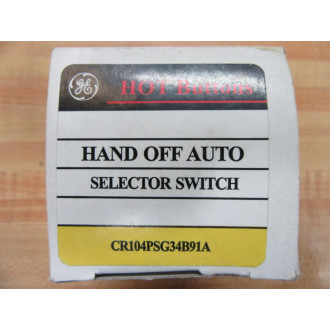 GE
HOT Buttons
HAND OFF AUTO
SELECTOR SWITCH
CR104PSG34B91A